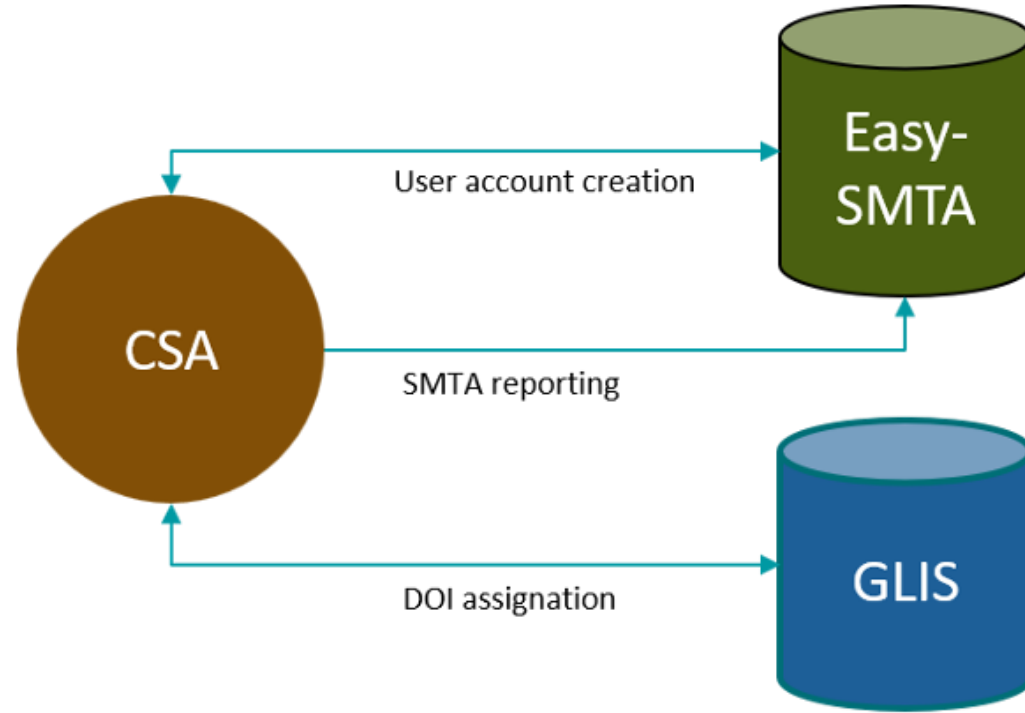 Easy-
SMTA
User account creation
CSA
SMTA reporting
GLIS
DOI assignation